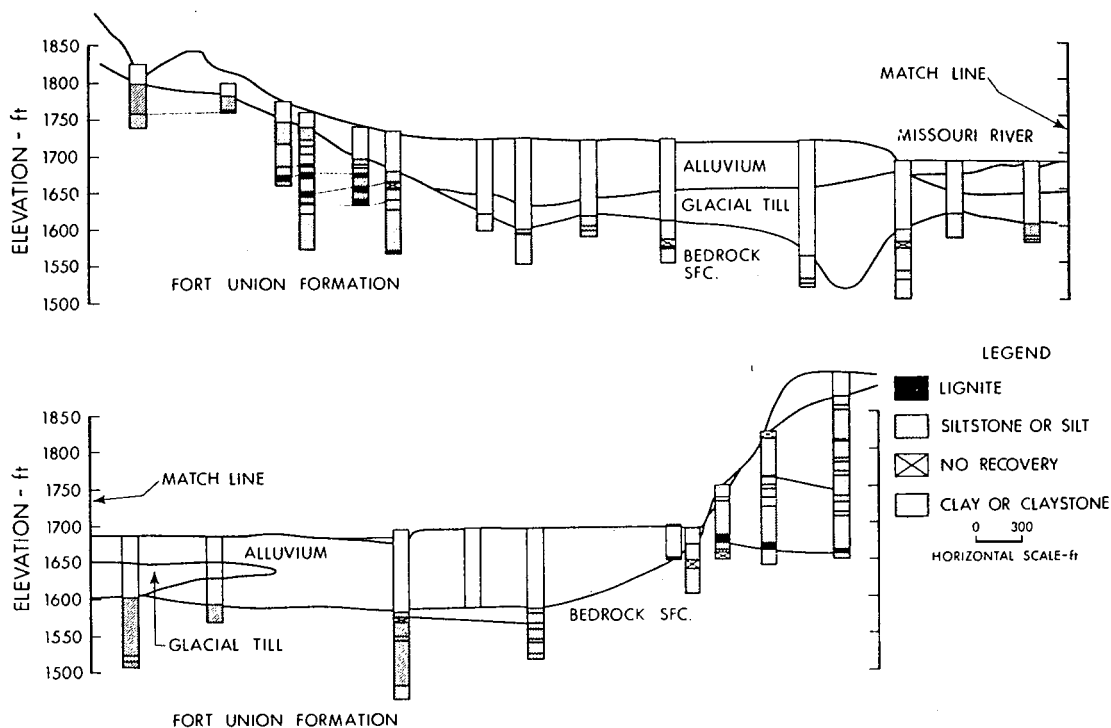 1850
1800
1750
1700
1650
1600
1550
1500
ELEVATION - ft
MATCH LINE
MISSOURI RIVER
ALLUVIUM
GLACIAL TILL
BEDROCK
SFC.
FORT UNION FORMATION
LEGEND
LIGNITE
SILTSTONE OR SILT
NO RECOVERY
CLAY OR CLAYSTONE
0 300
HORIZONTAL SCALE-ft
1850
1800
1750
1700
1650
1600
1550
1500
ELEVATION - ft
MATCH LINE
ALLUVIUM
GLACIAL TILL
BEDROCK SFC.
FORT UNION FORMATION